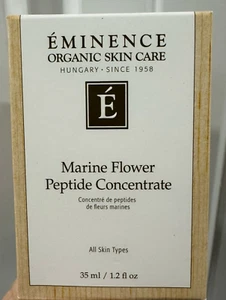 ÉMINENCE
ORGANIC SKIN CARE
HUNGARY • SINCE 1958
É
Marine Flower
Peptide Concentrate
Concentré de peptides
de fleurs marines
All Skin Types
35 ml / 1.2 fl oz